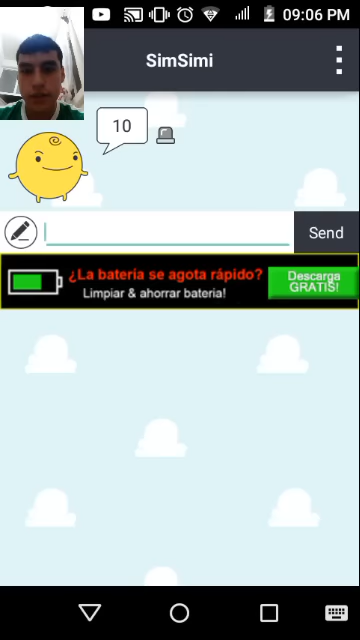 09:06 PM
SimSimi
10
Send
¿La bateria se agota rápido?
Limpiar & ahorrar bateria!
Descarga
GRATIS!